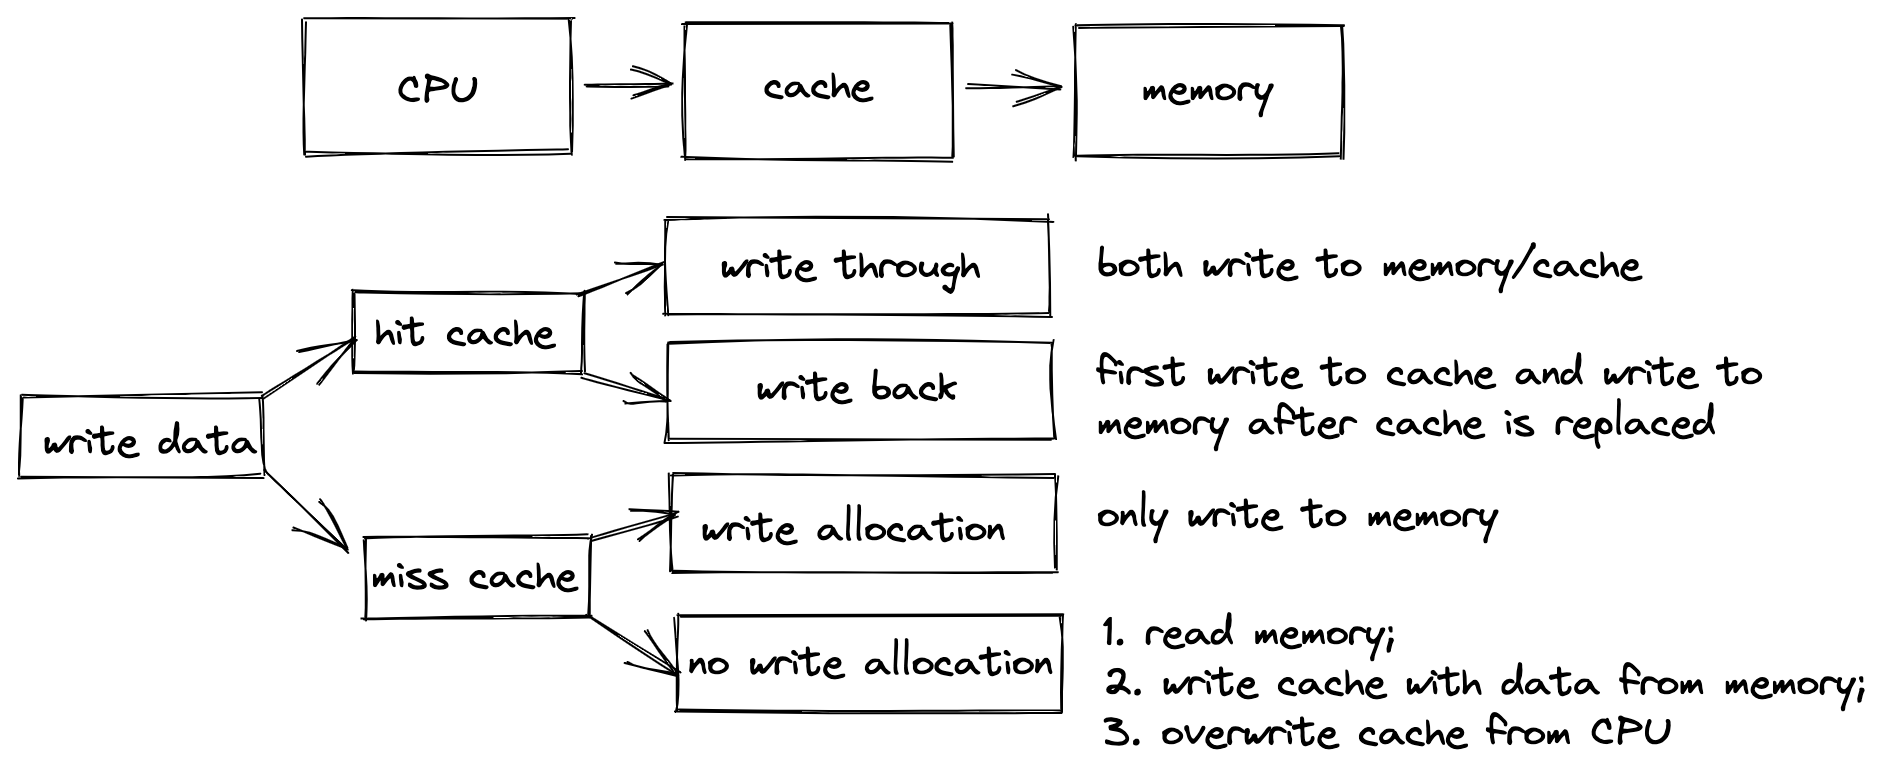 CPU
cache
memory
write through
both write to memory/cache
hit cache
write back
first write to cache and write to
memory after cache is replaced
write data
write allocation
only write to memory
miss cache
no write allocation
1. read memory;
2. write cache with data from memory;
3. overwrite cache from CPU